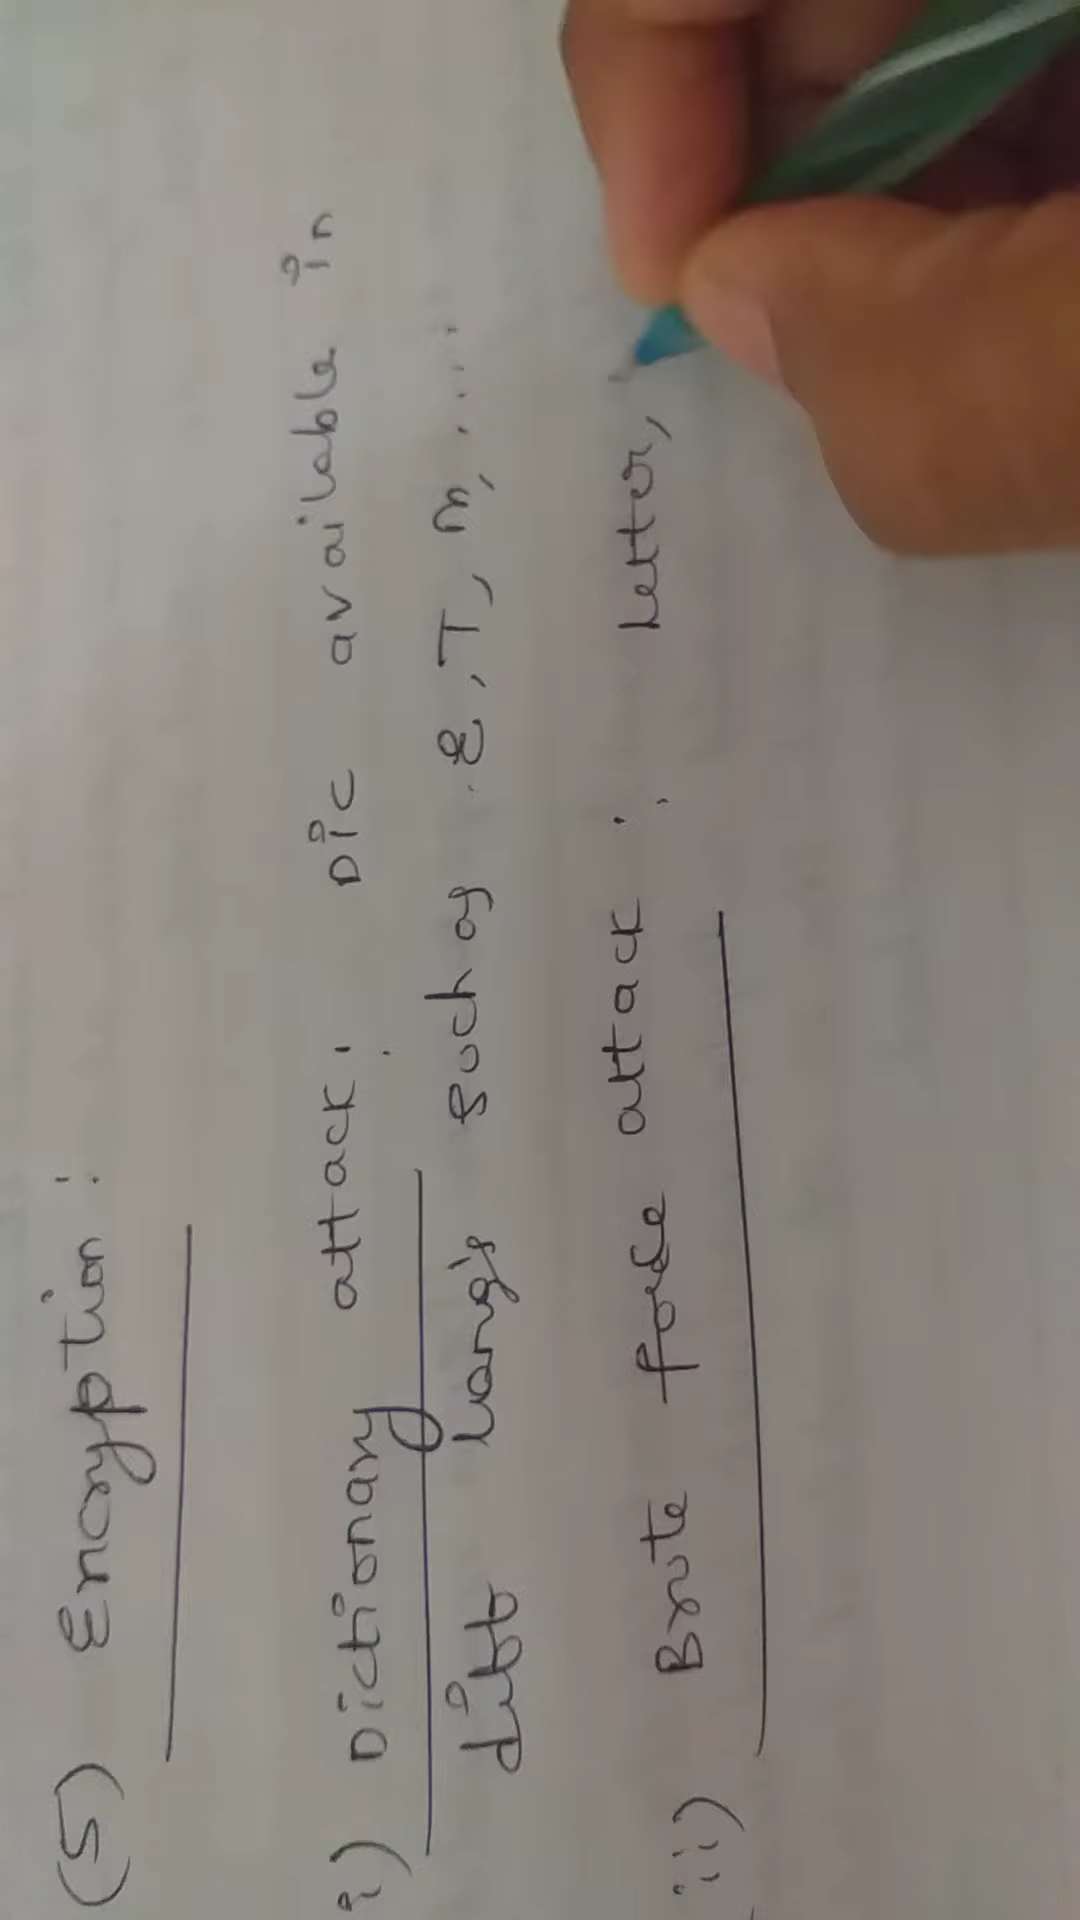 (5) Encryption :
i) Dictionary attack : Dic available in
diff lang's such as E, T, M, ....
ii) Brute force attack : Letter,